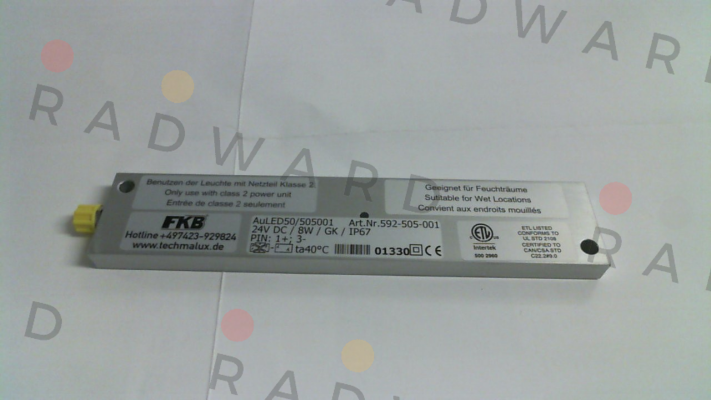 RADWARD
RADWARD
D RADWAR
Benutzen der Leuchte mit Netzteil Klasse 2
Only use with class 2 power unit
Entrée de classe 2 seulement
Geeignet für Feuchträume
Suitable for Wet Locations
Convient aux endroits mouillés
FKB
Hotline +497423-929824
www.techmalux.de
AuLED50/505001 Art.Nr.592-505-001
24V DC / 8W / GK / IP67
PIN: 1+; 3-
ta40°C 01330 CE
ETL
Intertek
ETL LISTED
CONFORMS TO
UL STD 2108
CERTIFIED TO
CAN/CSA STD
C22.2#9.0